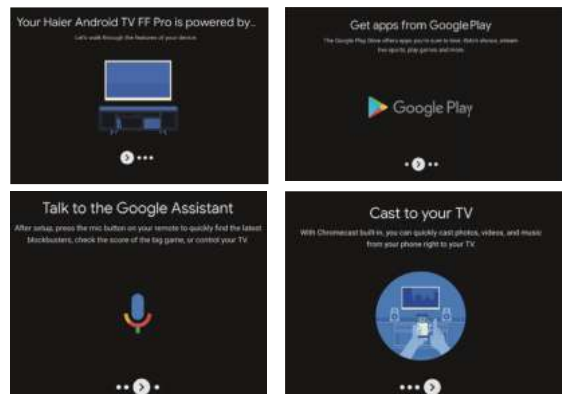 Your Haier Android TV FF Pro is powered by..
Let's walk through the features of your device.
Get apps from Google Play
The Google Play Store offers apps you're sure to love. Watch shows, stream
live sports, play games and more.
Google Play
Talk to the Google Assistant
After setup, press the mic button on your remote to quickly find the latest
blockbusters, check the score of the big game, or control your TV.
Cast to your TV
With Chromecast built-in, you can quickly cast photos, videos, and music
from your phone right to your TV.